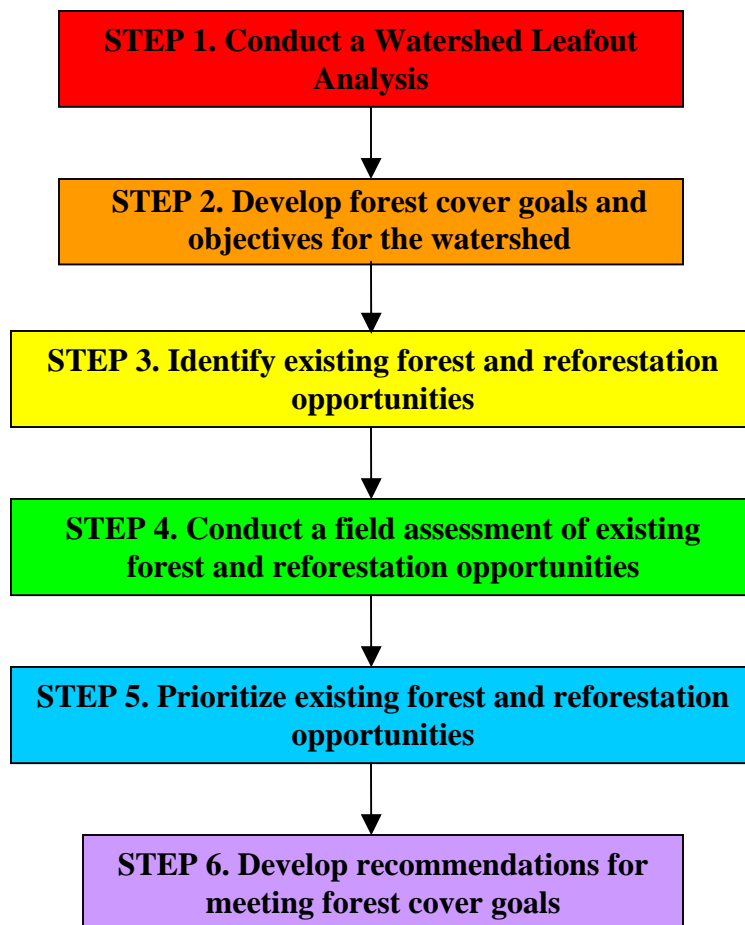 STEP 1. Conduct a Watershed Leafout
Analysis
STEP 2. Develop forest cover goals and
objectives for the watershed
STEP 3. Identify existing forest and reforestation
opportunities
STEP 4. Conduct a field assessment of existing
forest and reforestation opportunities
STEP 5. Prioritize existing forest and reforestation
opportunities
STEP 6. Develop recommendations for
meeting forest cover goals